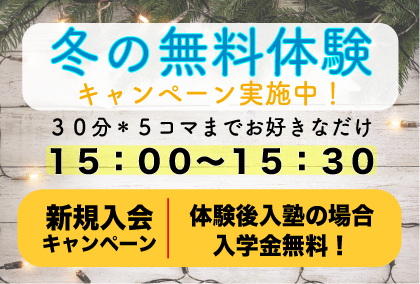 冬の無料体験
キャンペーン実施中！
３０分＊５コマまでお好きなだけ
１５：００〜１５：３０
新規入会
キャンペーン
体験後入塾の場合
入学金無料！